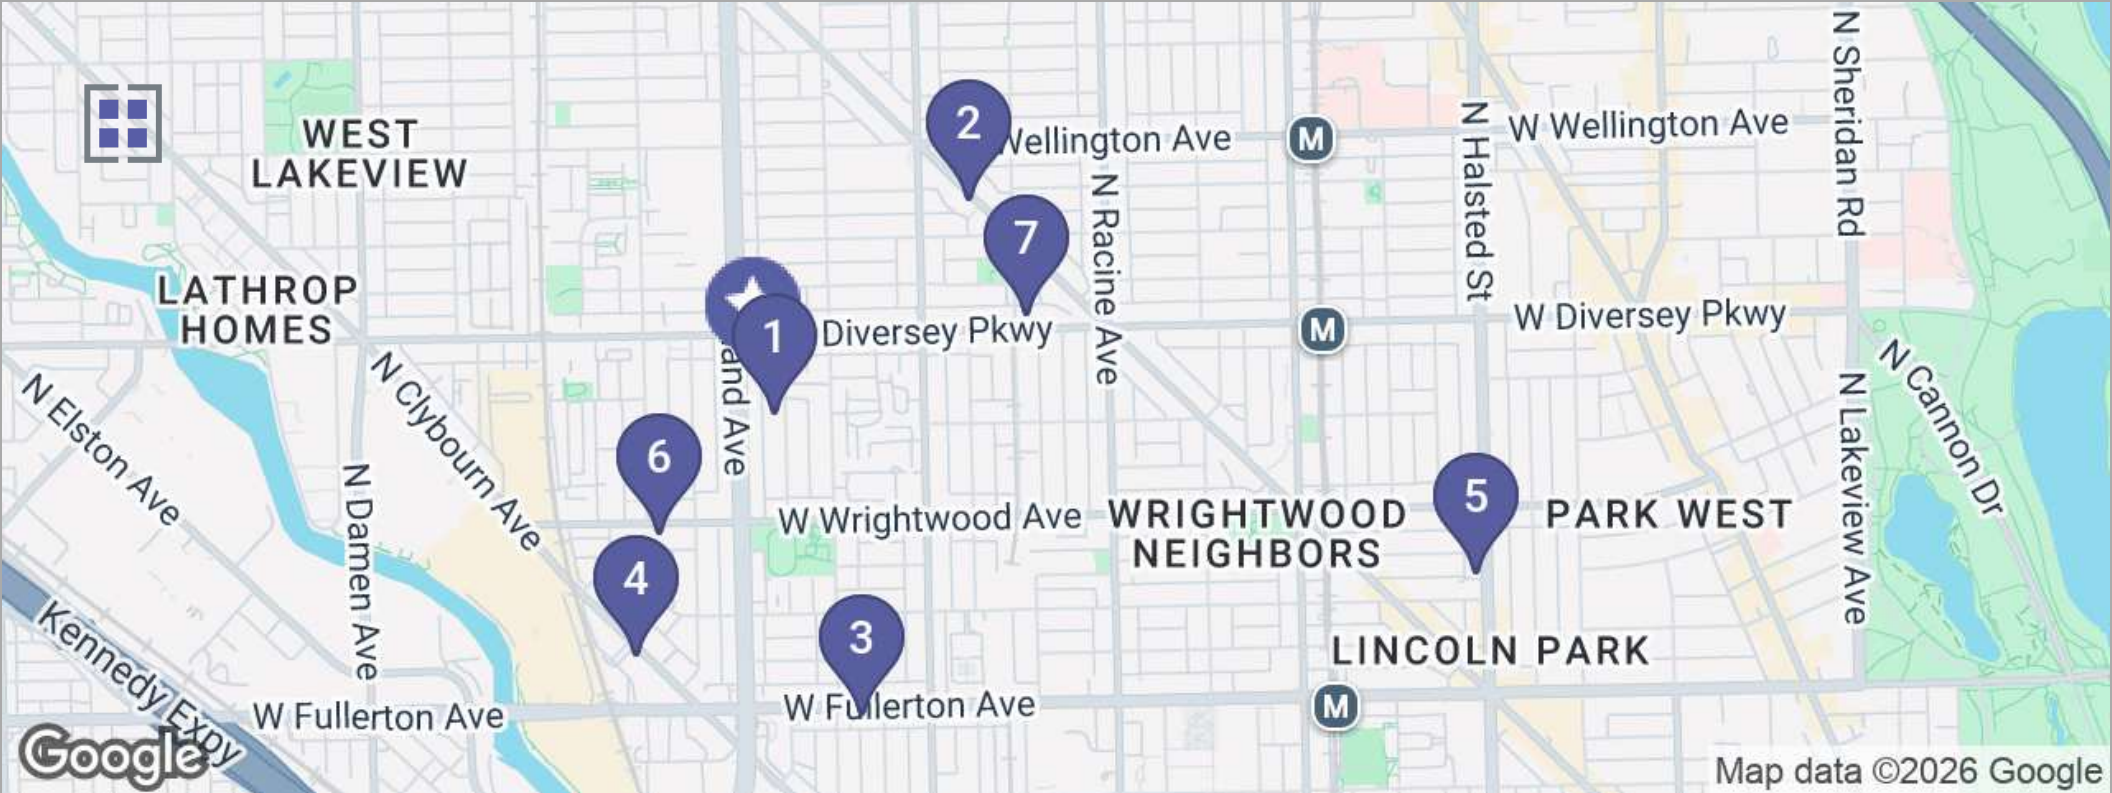 WEST
LAKEVIEW
2
Wellington Ave
M
W Wellington Ave
N Halsted St
N Sheridan Rd
7
N Racine Ave
LATHROP
HOMES
1
Diversey Pkwy
M
W Diversey Pkwy
and Ave
N Elston Ave
N Clybourn Ave
N Damen Ave
6
4
W Wrightwood Ave
WRIGHTWOOD
NEIGHBORS
5
PARK WEST
N Lakeview Ave
N Cannon Dr
3
LINCOLN PARK
Kennedy Expy
W Fullerton Ave
W Fullerton Ave
M
Google
Map data ©2026 Google